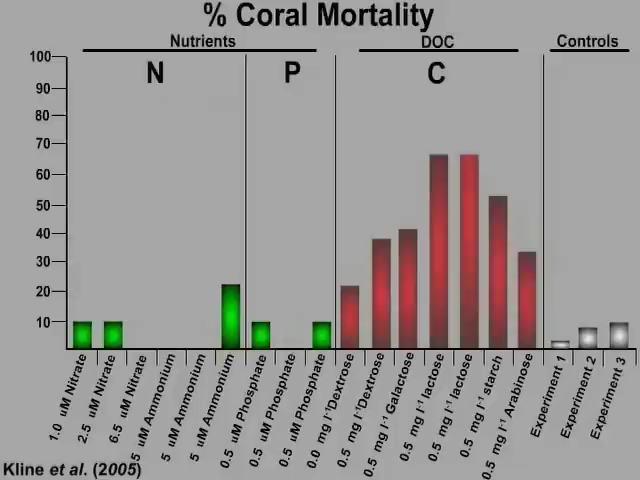 % Coral Mortality
Nutrients
DOC
Controls
N
P
C
100
90
80
70
60
50
40
30
20
10
1.0 uM Nitrate
2.5 uM Nitrate
6.5 uM Nitrate
0.5 uM Ammonium
5 uM Ammonium
5 uM Ammonium
0.5 uM Phosphate
0.5 uM Phosphate
0.5 uM Phosphate
0.0 mg l⁻¹Dextrose
0.5 mg l⁻¹Dextrose
0.5 mg l⁻¹ Galactose
0.5 mg l⁻¹ lactose
0.5 mg l⁻¹ lactose
0.5 mg l⁻¹ starch
0.5 mg l⁻¹ Arabinose
Experiment 1
Experiment 2
Experiment 3
Kline et al. (2005)